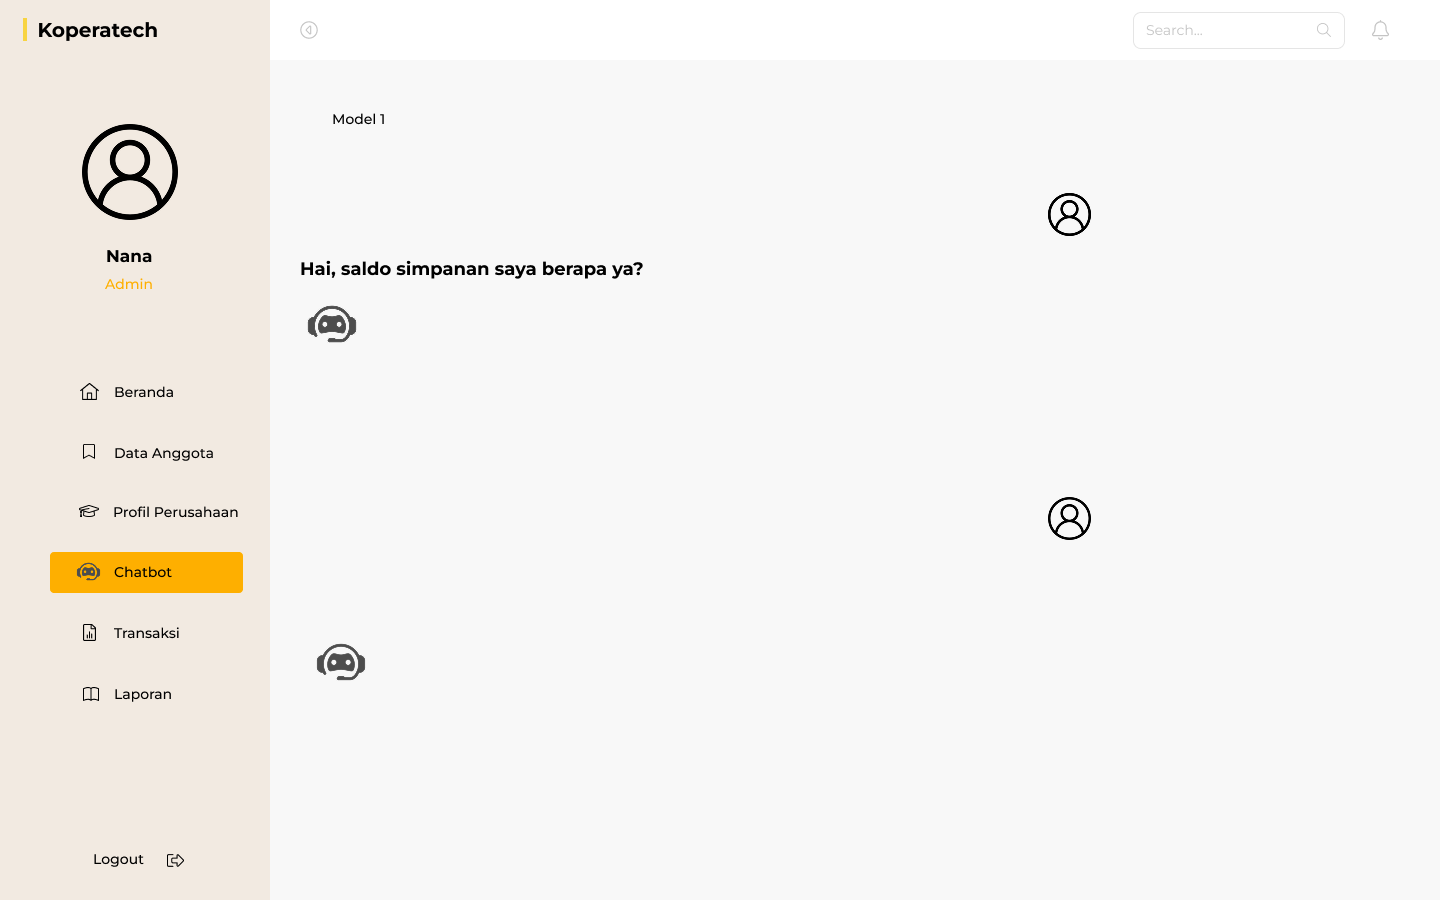 Koperatech
Search...
Nana
Admin
Beranda
Data Anggota
Profil Perusahaan
Chatbot
Transaksi
Laporan
Logout
Model 1
Hai, saldo simpanan saya berapa ya?